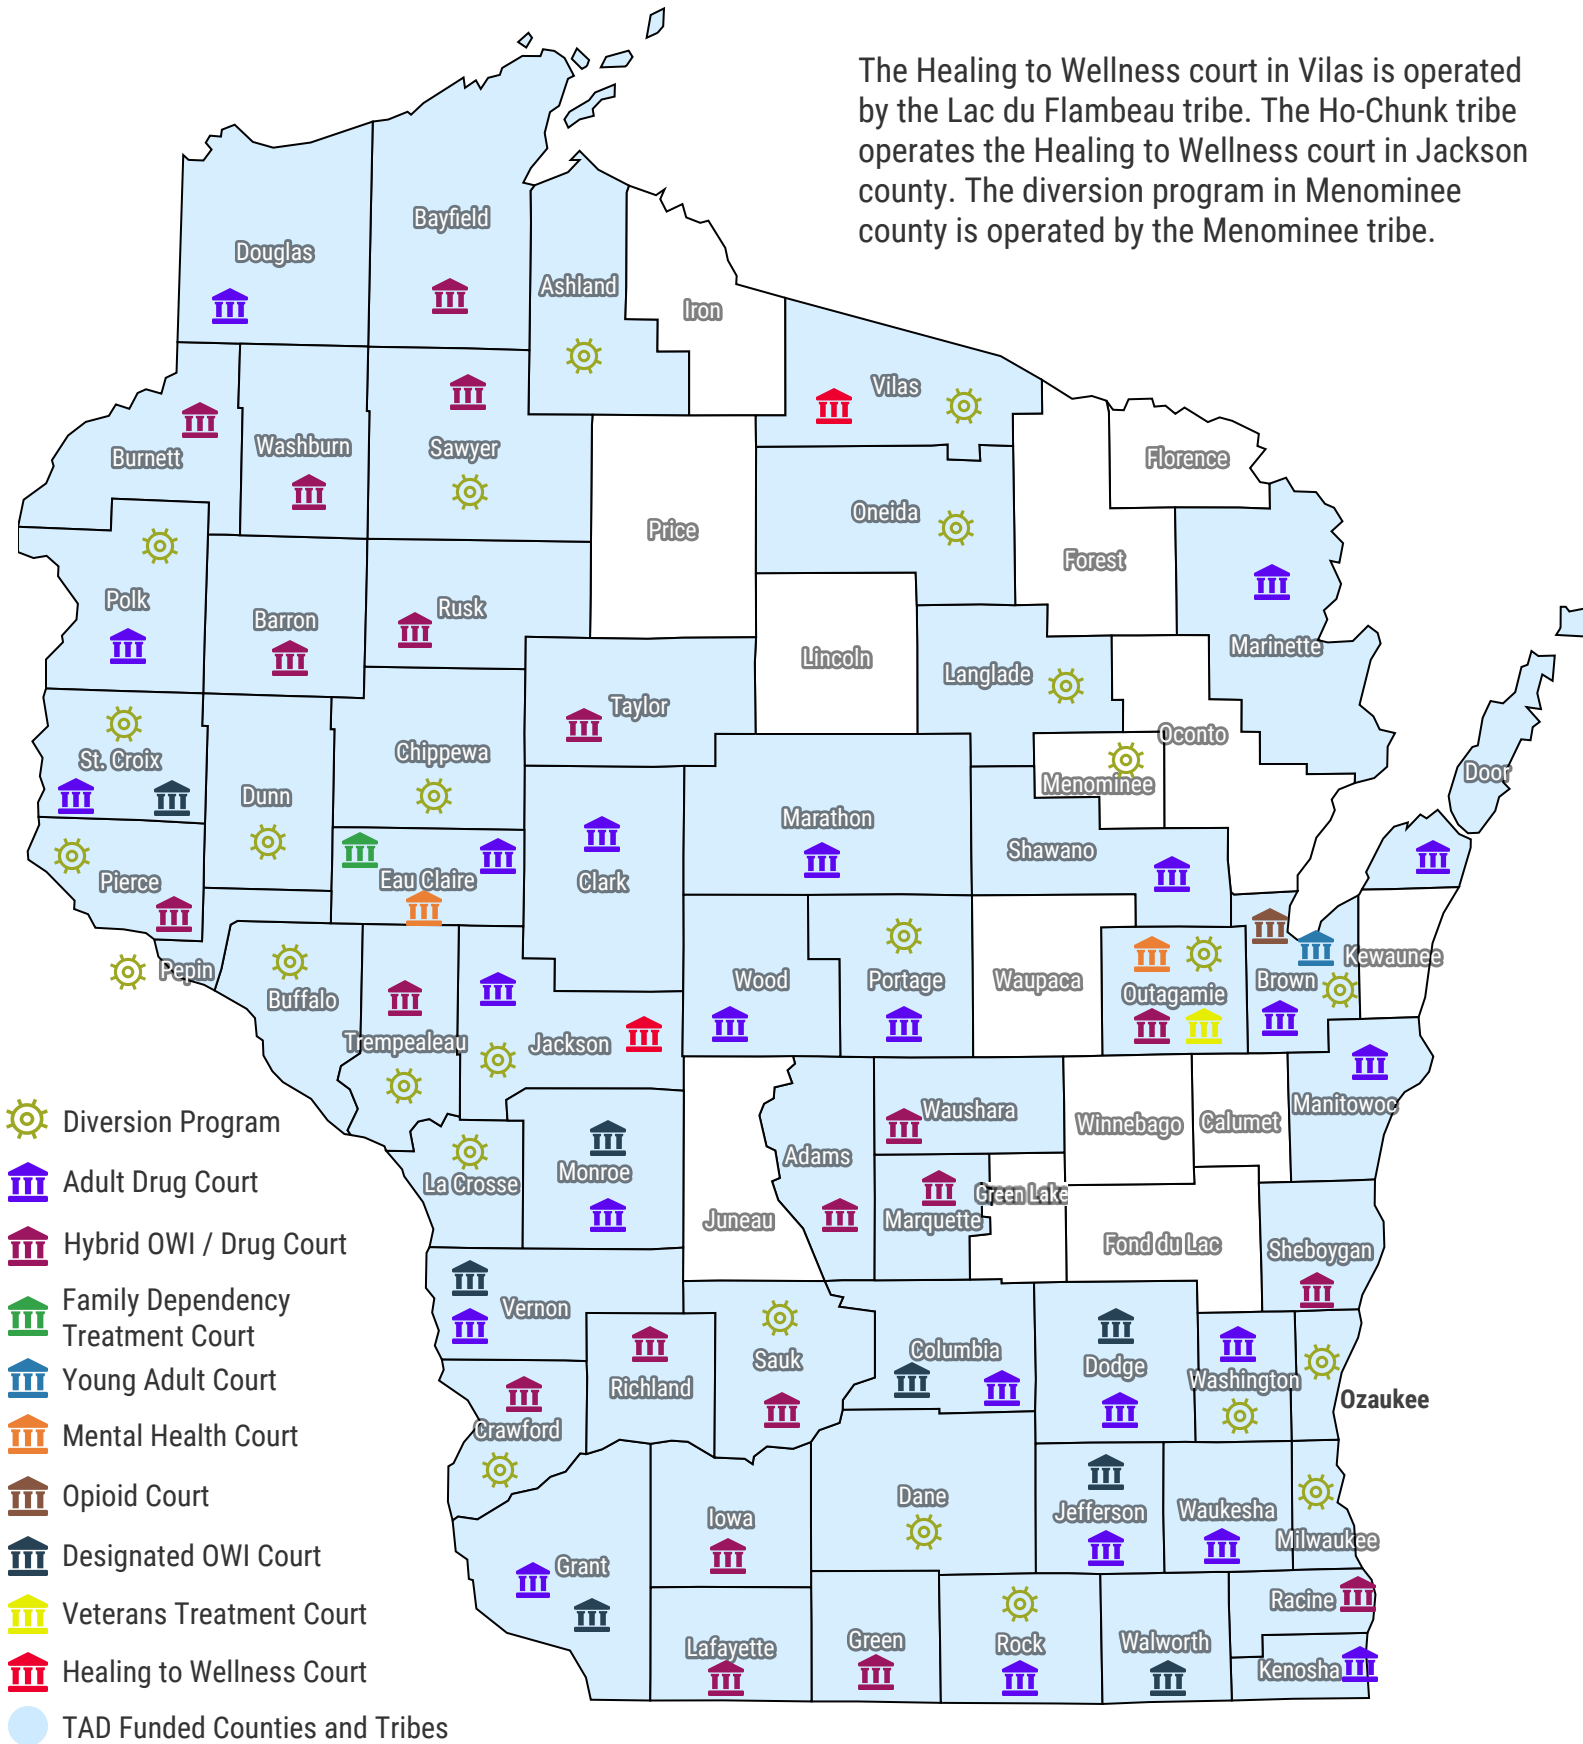 The Healing to Wellness court in Vilas is operated
by the Lac du Flambeau tribe. The Ho-Chunk tribe
operates the Healing to Wellness court in Jackson
county. The diversion program in Menominee
county is operated by the Menominee tribe.
Bayfield
Douglas
Ashland
Iron
Vilas
Burnett
Washburn
Sawyer
Florence
Oneida
Price
Forest
Polk
Barron
Rusk
Marinette
Lincoln
Langlade
Taylor
Oconto
St. Croix
Chippewa
Door
Menominee
Dunn
Marathon
Shawano
Pierce
Eau Claire
Clark
Kewaunee
Pepin
Buffalo
Wood
Portage
Waupaca
Outagamie
Brown
Trempealeau
Jackson
Manitowoc
Waushara
Winnebago
Calumet
Adams
Monroe
La Crosse
Green Lake
Juneau
Marquette
Fond du Lac
Sheboygan
Vernon
Columbia
Sauk
Dodge
Richland
Washington
Ozaukee
Crawford
Dane
Iowa
Jefferson
Waukesha
Milwaukee
Grant
Racine
Lafayette
Green
Rock
Walworth
Kenosha
Diversion Program
Adult Drug Court
Hybrid OWI / Drug Court
Family Dependency
Treatment Court
Young Adult Court
Mental Health Court
Opioid Court
Designated OWI Court
Veterans Treatment Court
Healing to Wellness Court
TAD Funded Counties and Tribes